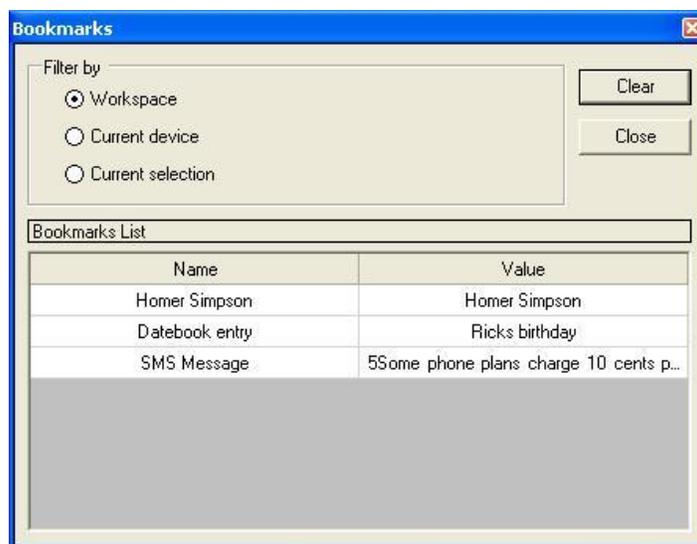 Bookmarks
Filter by
Workspace
Current device
Current selection
Clear
Close
Bookmarks List
Name Value
Homer Simpson Homer Simpson
Datebook entry Ricks birthday
SMS Message 5Some phone plans charge 10 cents p...